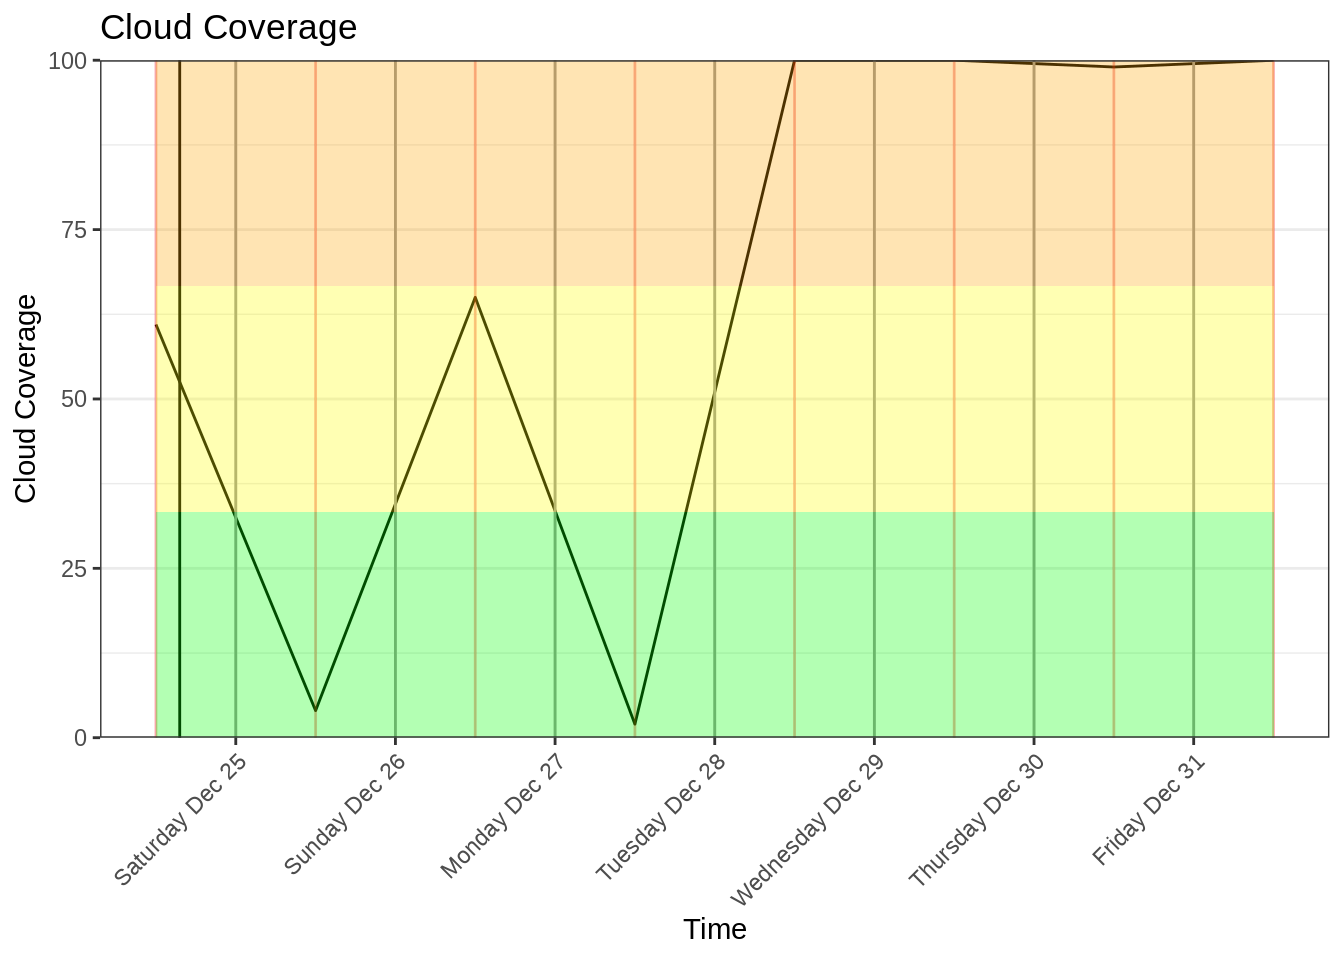 Cloud Coverage
100
75
50
25
0
Cloud Coverage
Saturday Dec 25
Sunday Dec 26
Monday Dec 27
Tuesday Dec 28
Wednesday Dec 29
Thursday Dec 30
Friday Dec 31
Time